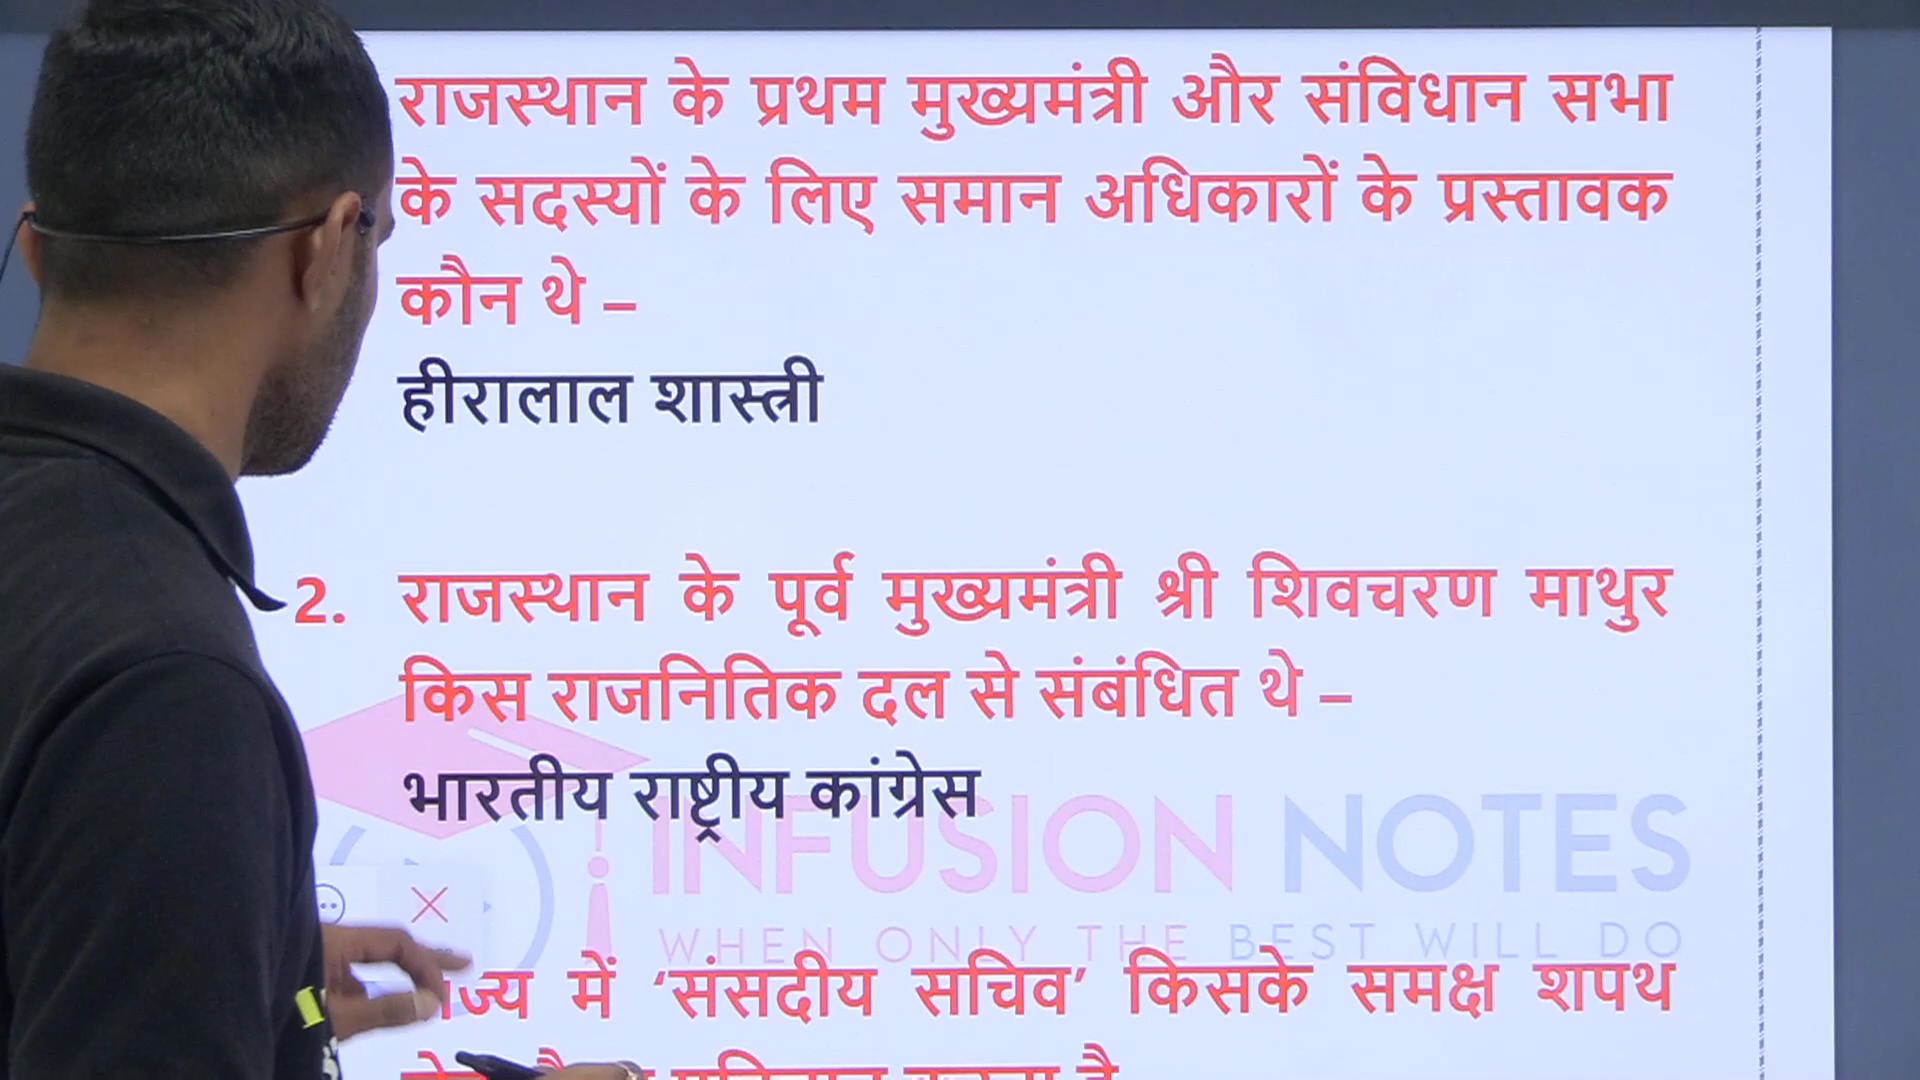 राजस्थान के प्रथम मुख्यमंत्री और संविधान सभा
के सदस्यों के लिए समान अधिकारों के प्रस्तावक
कौन थे –
हीरालाल शास्त्री
2. राजस्थान के पूर्व मुख्यमंत्री श्री शिवचरण माथुर
किस राजनितिक दल से संबंधित थे –
भारतीय राष्ट्रीय कांग्रेस
INFUSION NOTES
WHEN ONLY THE BEST WILL DO
में ‘संसदीय सचिव’ किसके समक्ष शपथ